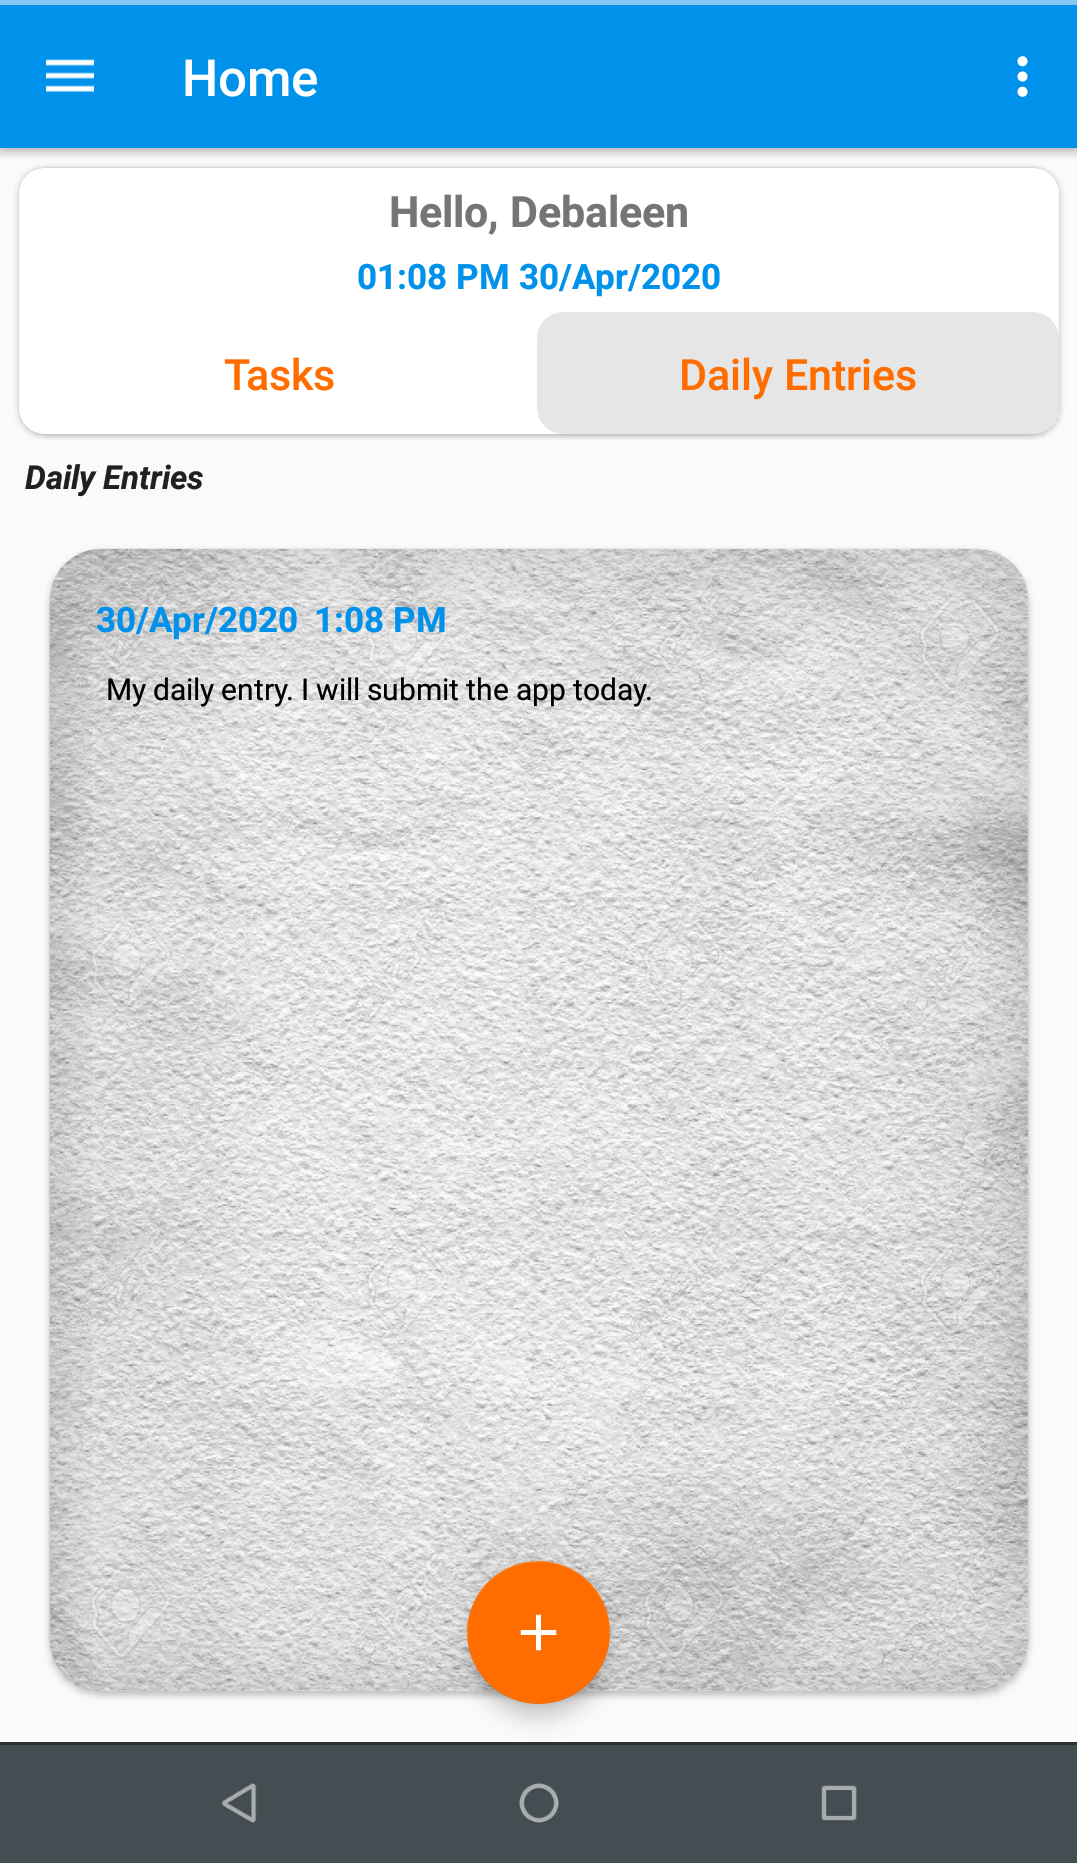 Home
Hello, Debaleen
01:08 PM 30/Apr/2020
Tasks
Daily Entries
Daily Entries
30/Apr/2020 1:08 PM
My daily entry. I will submit the app today.
+